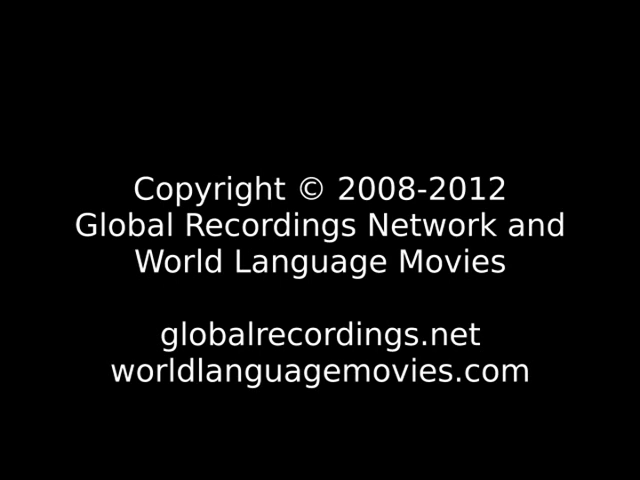 Copyright © 2008-2012
Global Recordings Network and
World Language Movies
globalrecordings.net
worldlanguagemovies.com